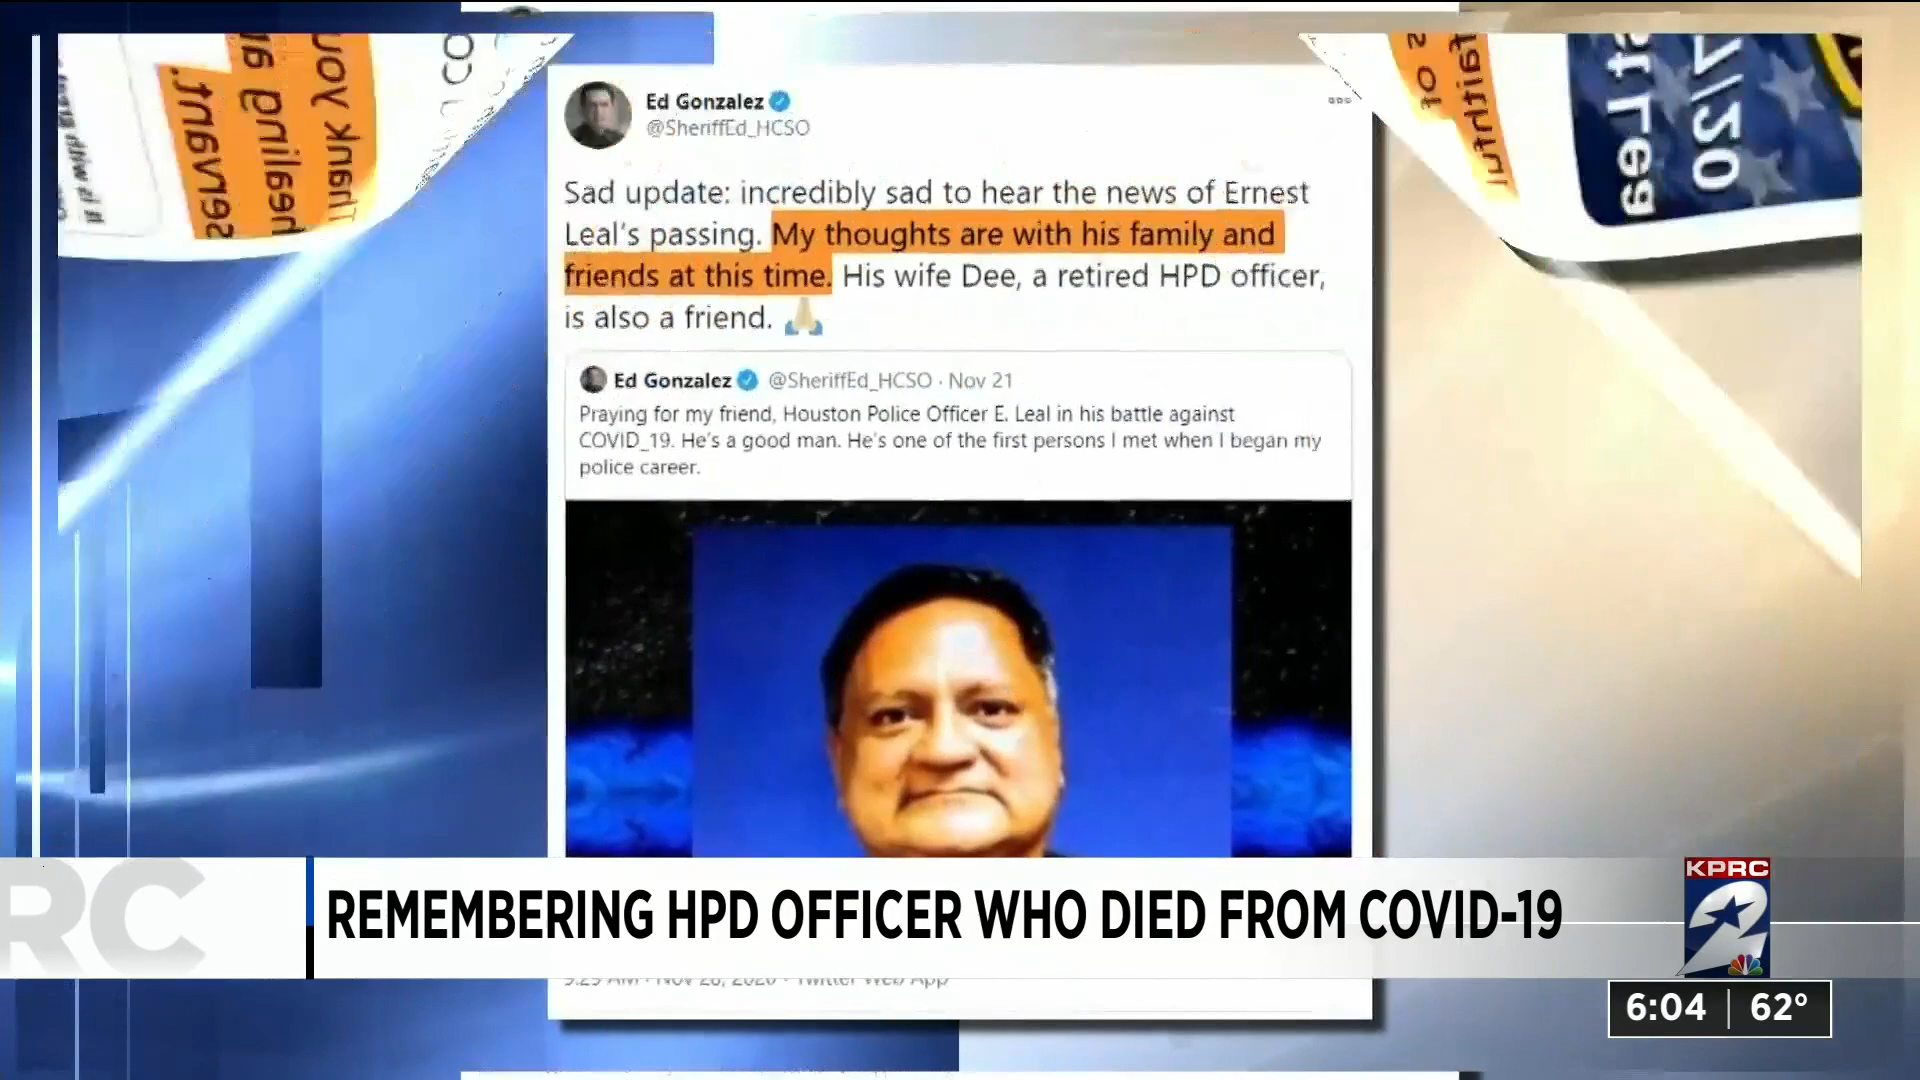 Ed Gonzalez
@SheriffEd_HCSO
Sad update: incredibly sad to hear the news of Ernest
Leal's passing. My thoughts are with his family and
friends at this time. His wife Dee, a retired HPD officer,
is also a friend. 🙏
Ed Gonzalez @SheriffEd_HCSO · Nov 21
Praying for my friend, Houston Police Officer E. Leal in his battle against
COVID_19. He's a good man. He's one of the first persons I met when I began my
police career.
RC
REMEMBERING HPD OFFICER WHO DIED FROM COVID-19
KPRC
2
6:04 62°